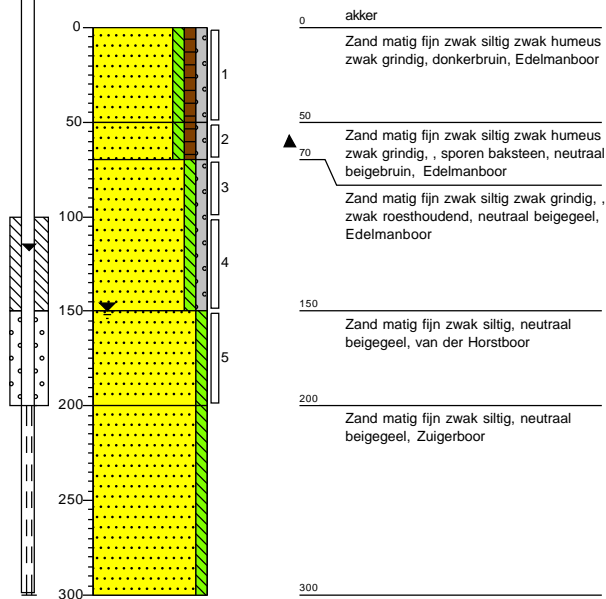 akker
0
0
Zand matig fijn zwak siltig zwak humeus
zwak grindig, donkerbruin, Edelmanboor
1
50
50
Zand matig fijn zwak siltig zwak humeus
zwak grindig, , sporen baksteen, neutraal
beigebruin, Edelmanboor
2
70
3
Zand matig fijn zwak siltig zwak grindig, ,
zwak roesthoudend, neutraal beigegeel,
Edelmanboor
100
4
150
150
Zand matig fijn zwak siltig, neutraal
beigegeel, van der Horstboor
5
200
200
Zand matig fijn zwak siltig, neutraal
beigegeel, Zuigerboor
250
300
300